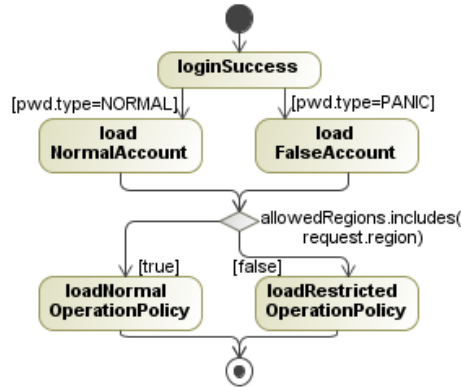 loginSuccess
[pwd.type=NORMAL]
[pwd.type=PANIC]
load
NormalAccount
load
FalseAccount
allowedRegions.includes(
request.region)
[true]
[false]
loadNormal
OperationPolicy
loadRestricted
OperationPolicy